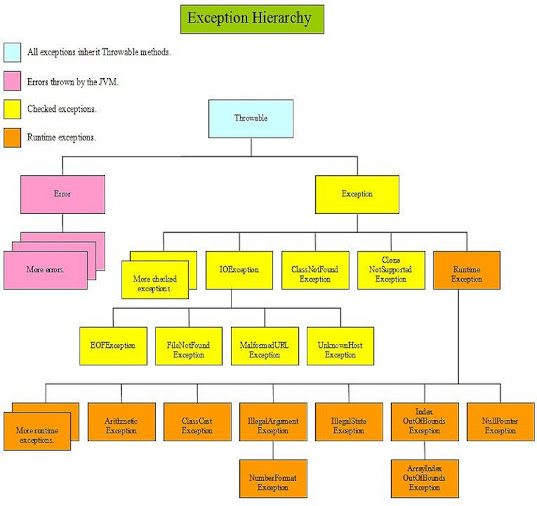 Exception Hierarchy
All exceptions inherit Throwable methods.
Errors thrown by the JVM.
Checked exceptions.
Runtime exceptions.
Throwable
Error
Exception
More errors.
More checked
exceptions.
IOException
ClassNotFound
Exception
Clone
NotSupported
Exception
Runtime
Exception
EOFException
FileNotFound
Exception
MalformedURL
Exception
UnknownHost
Exception
More runtime
exceptions.
Arithmetic
Exception
ClassCast
Exception
IllegalArgument
Exception
IllegalState
Exception
Index
OutOfBounds
Exception
NullPointer
Exception
NumberFormat
Exception
ArrayIndex
OutOfBounds
Exception